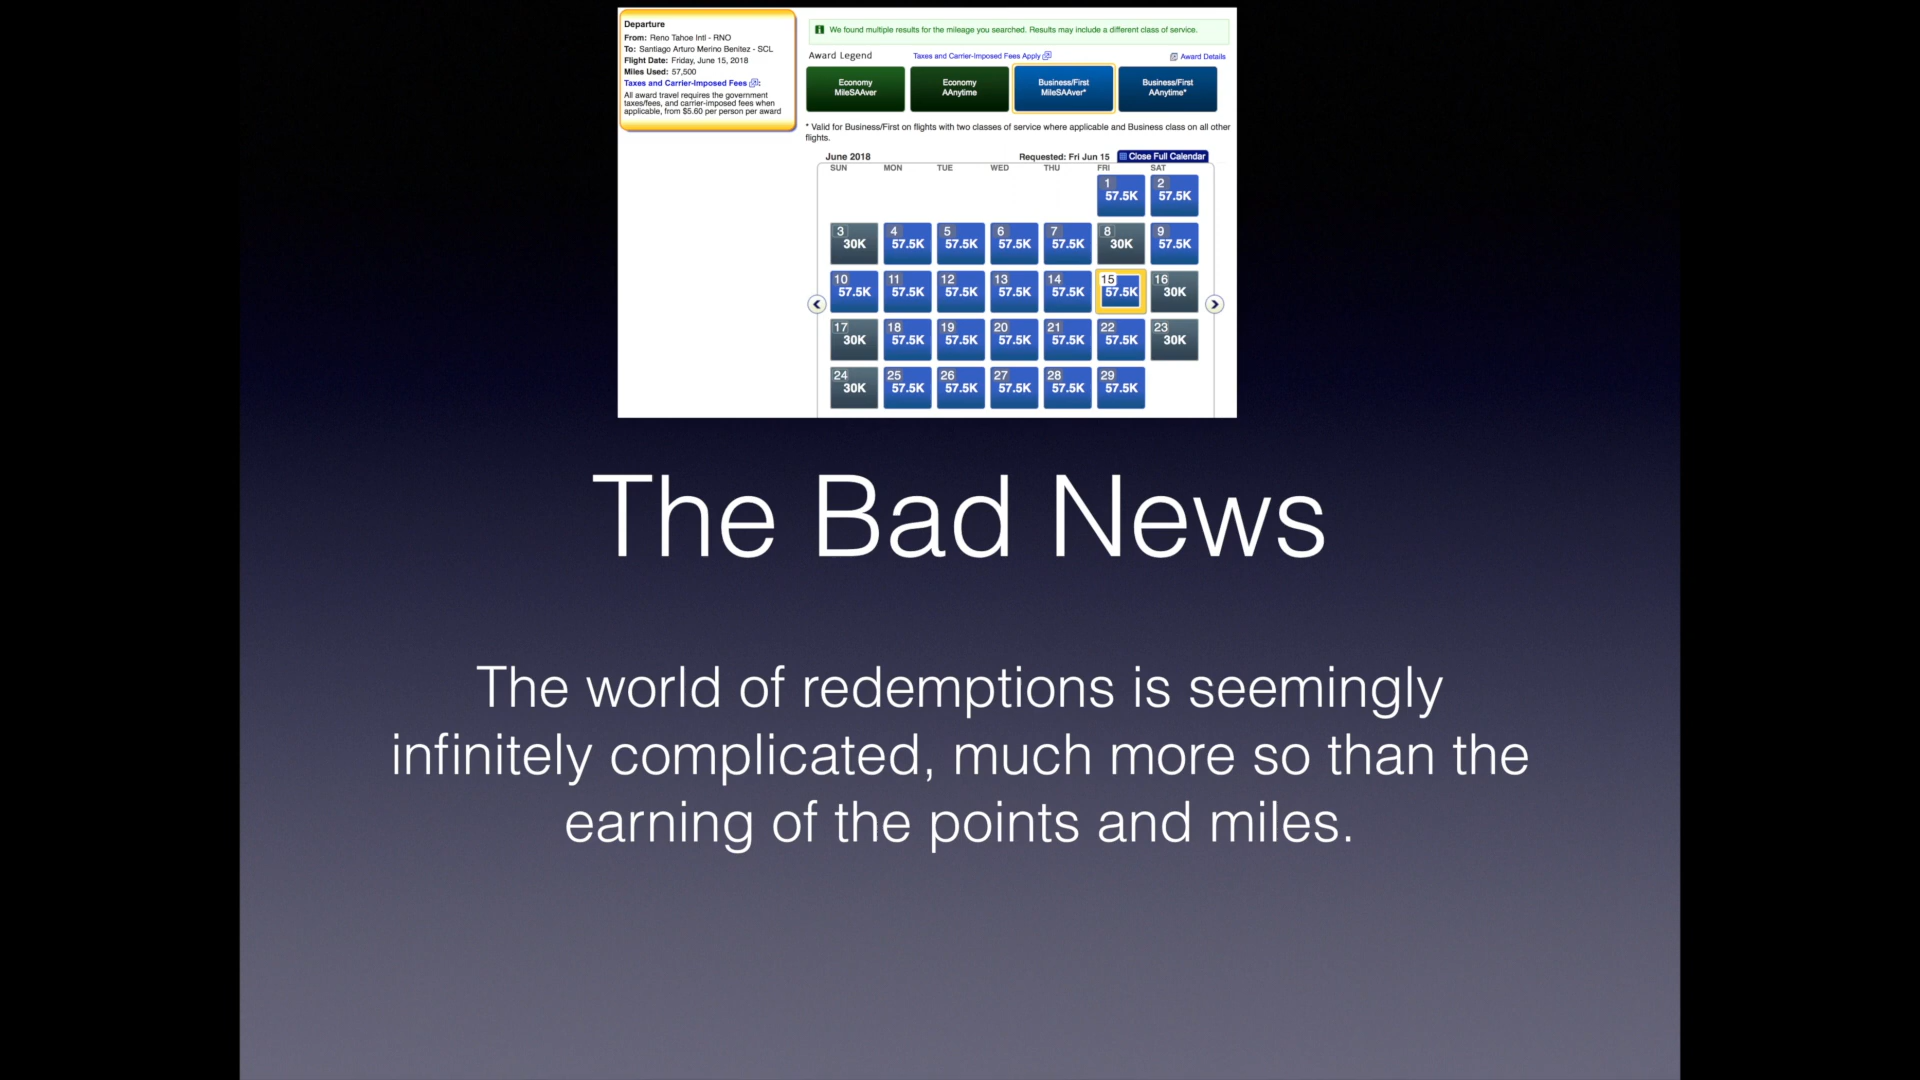 Departure
From: Reno Tahoe Intl - RNO
To: Santiago Arturo Merino Benitez - SCL
Flight Date: Friday, June 15, 2018
Miles Used: 57,500
Taxes and Carrier-Imposed Fees :
All award travel requires the government
taxes/fees, and carrier-imposed fees when
applicable, from $5.60 per person per award
We found multiple results for the mileage you searched. Results may include a different class of service.
Award Legend Taxes and Carrier-Imposed Fees Apply Award Details
Economy MileSAAver
Economy AAnytime
Business/First MileSAAver*
Business/First AAnytime*
* Valid for Business/First on flights with two classes of service where applicable and Business class on all other
flights.
June 2018 Requested: Fri Jun 15 Close Full Calendar
SUN MON TUE WED THU FRI SAT
1 57.5K 2 57.5K
3 30K 4 57.5K 5 57.5K 6 57.5K 7 57.5K 8 30K 9 57.5K
10 57.5K 11 57.5K 12 57.5K 13 57.5K 14 57.5K 15 57.5K 16 30K
17 30K 18 57.5K 19 57.5K 20 57.5K 21 57.5K 22 57.5K 23 30K
24 30K 25 57.5K 26 57.5K 27 57.5K 28 57.5K 29 57.5K
The Bad News
The world of redemptions is seemingly
infinitely complicated, much more so than the
earning of the points and miles.